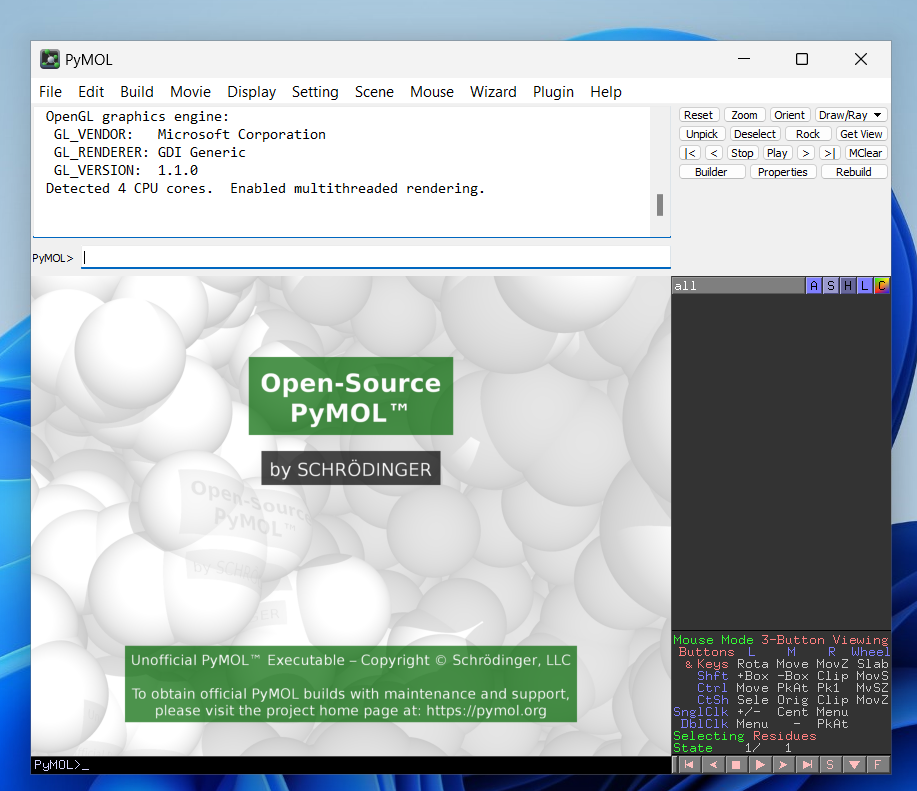 PyMOL
File Edit Build Movie Display Setting Scene Mouse Wizard Plugin Help
OpenGL graphics engine:
GL_VENDOR:   Microsoft Corporation
GL_RENDERER: GDI Generic
GL_VERSION:  1.1.0
Detected 4 CPU cores.  Enabled multithreaded rendering.
PyMOL>
Reset Zoom Orient Draw/Ray
Unpick Deselect Rock Get View
|< < Stop Play > >| MClear
Builder Properties Rebuild
all A S H L C
Open-Source
PyMOL™
by SCHRÖDINGER
Open-Source
PyMOL™
by SCHR
Unofficial PyMOL™ Executable – Copyright © Schrödinger, LLC
To obtain official PyMOL builds with maintenance and support,
please visit the project home page at: https://pymol.org
Mouse Mode 3-Button Viewing
Buttons L M R Wheel
& Keys Rota Move MovZ Slab
Shft +Box -Box Clip MovS
Ctrl Move PkAt Pk1 MvSZ
CtSh Sele Orig Clip MovZ
SnglClk +/- Cent Menu
DblClk Menu - PkAt
Selecting Residues
State 1/ 1
PyMOL>_
S F